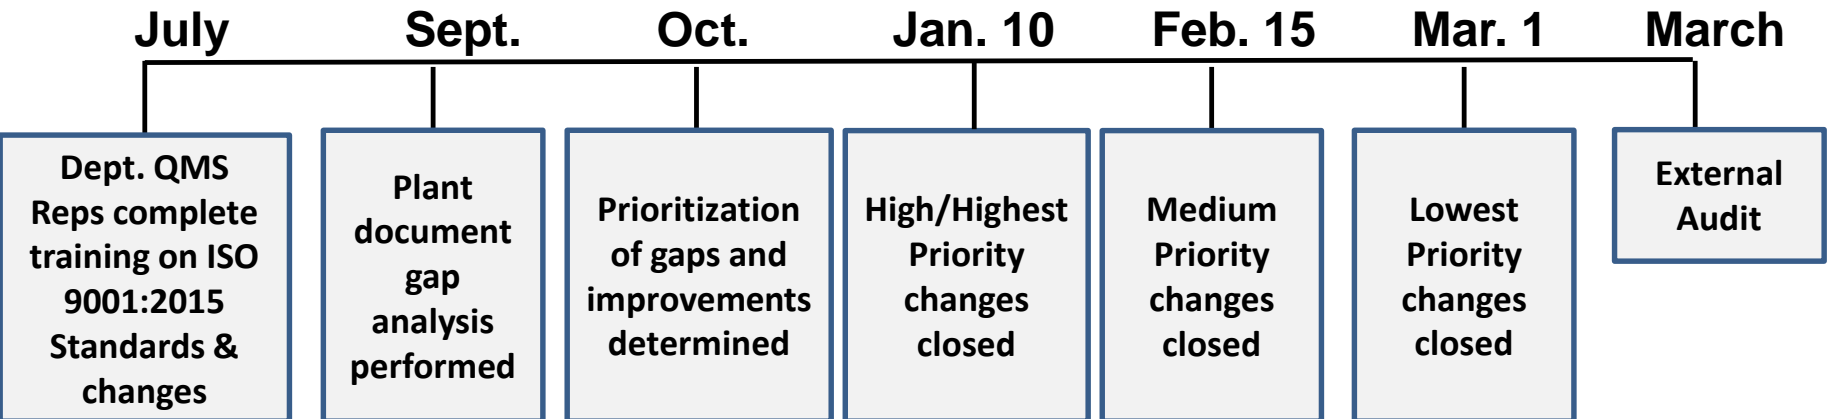 July Sept. Oct. Jan. 10 Feb. 15 Mar. 1 March
Dept. QMS
Reps complete
training on ISO
9001:2015
Standards &
changes
Plant
document
gap
analysis
performed
Prioritization
of gaps and
improvements
determined
High/Highest
Priority
changes
closed
Medium
Priority
changes
closed
Lowest
Priority
changes
closed
External
Audit